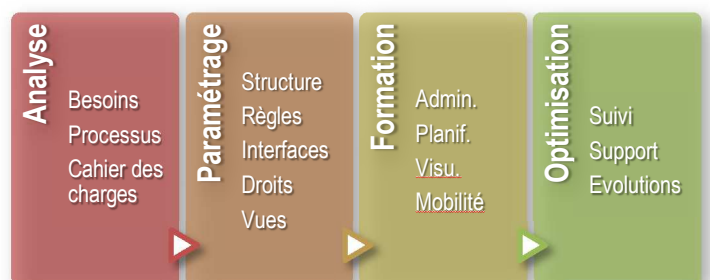 Analyse
Besoins
Processus
Cahier des
charges
Paramétrage
Structure
Règles
Interfaces
Droits
Vues
Formation
Admin.
Planif.
Visu.
Mobilité
Optimisation
Suivi
Support
Evolutions